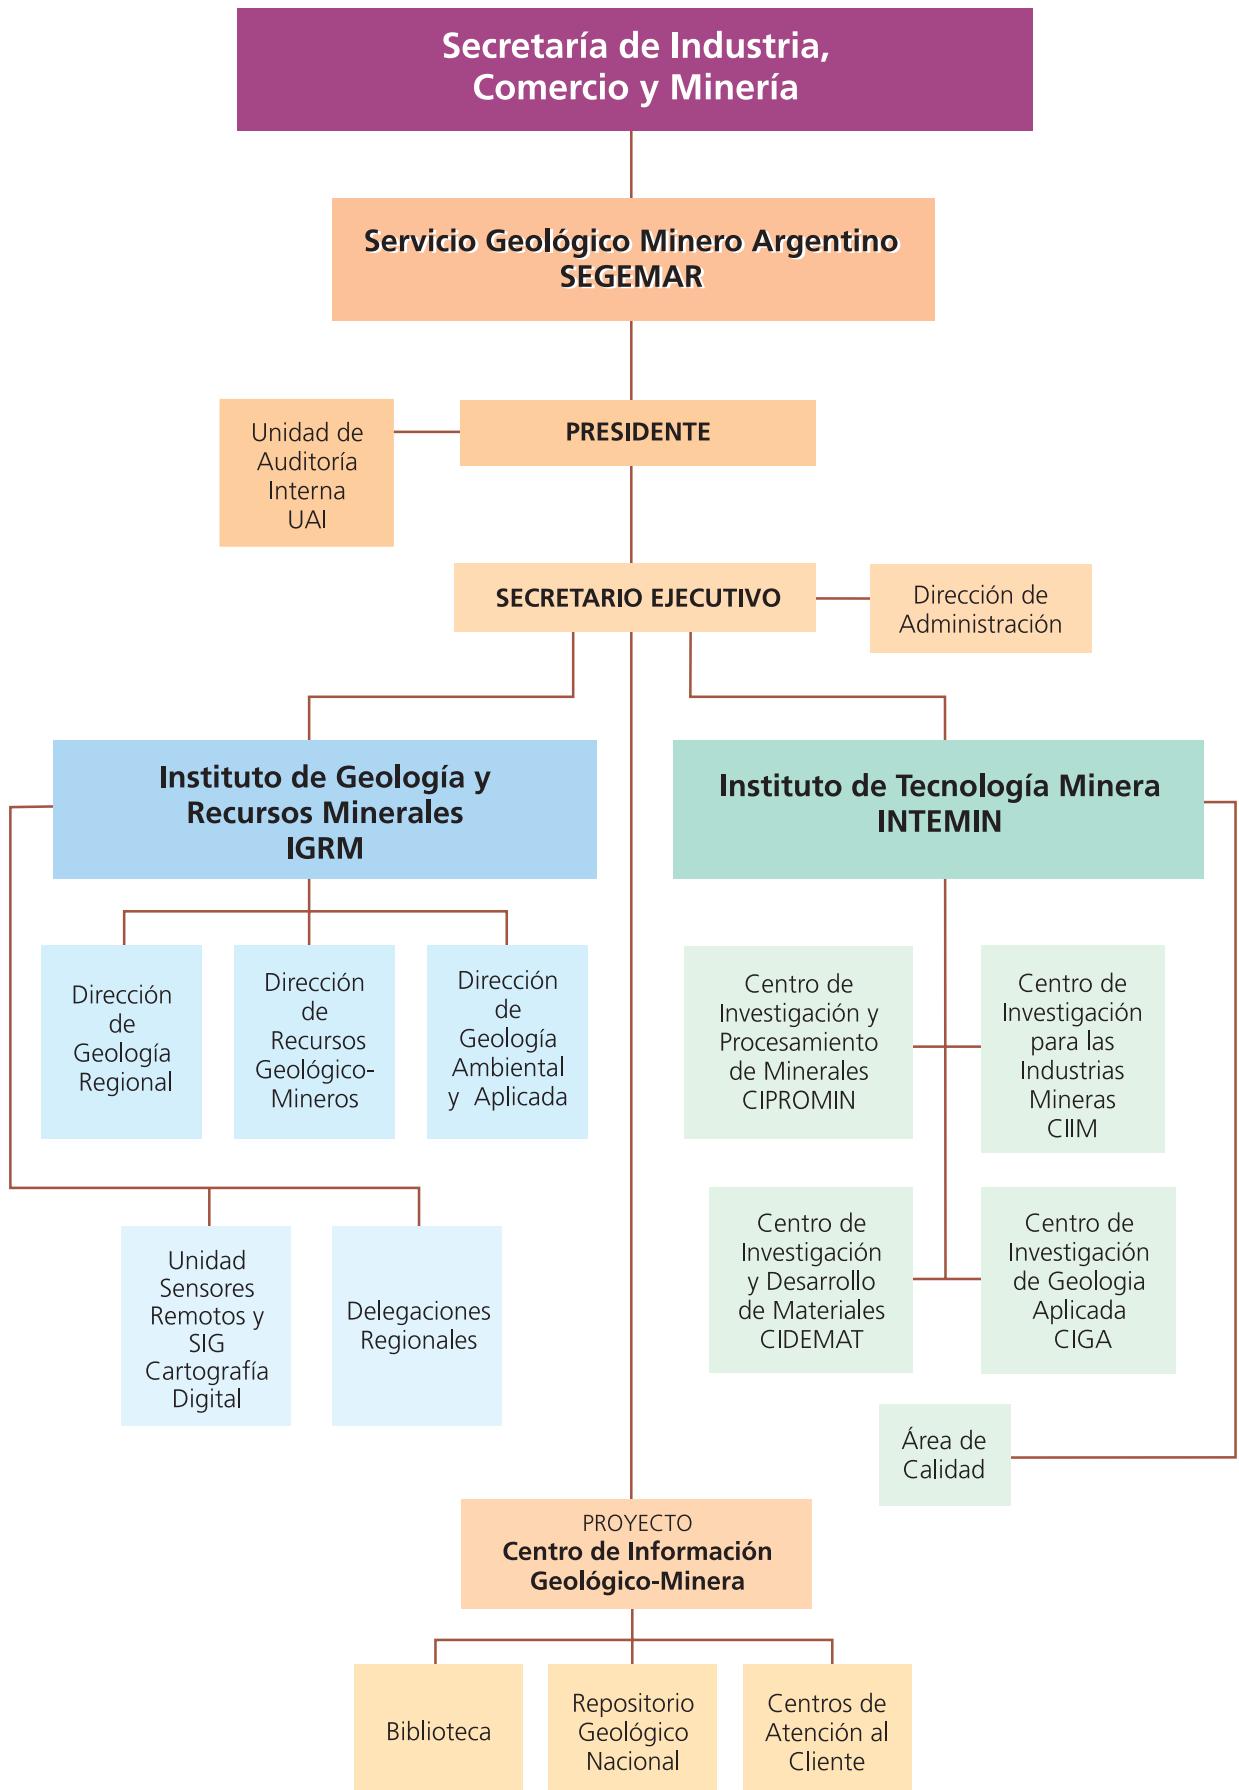 Secretaría de Industria,
Comercio y Minería
Servicio Geológico Minero Argentino
SEGEMAR
PRESIDENTE
Unidad de
Auditoría
Interna
UAI
SECRETARIO EJECUTIVO
Dirección de
Administración
Instituto de Geología y
Recursos Minerales
IGRM
Instituto de Tecnología Minera
INTEMIN
Dirección
de
Geología
Regional
Dirección
de
Recursos
Geológico-
Mineros
Dirección
de
Geología
Ambiental
y Aplicada
Centro de
Investigación y
Procesamiento
de Minerales
CIPROMIN
Centro de
Investigación
para las
Industrias
Mineras
CIIM
Unidad
Sensores
Remotos y
SIG
Cartografía
Digital
Delegaciones
Regionales
Centro de
Investigación
y Desarrollo
de Materiales
CIDEMAT
Centro de
Investigación
de Geologia
Aplicada
CIGA
Área de
Calidad
PROYECTO
Centro de Información
Geológico-Minera
Biblioteca
Repositorio
Geológico
Nacional
Centros de
Atención al
Cliente